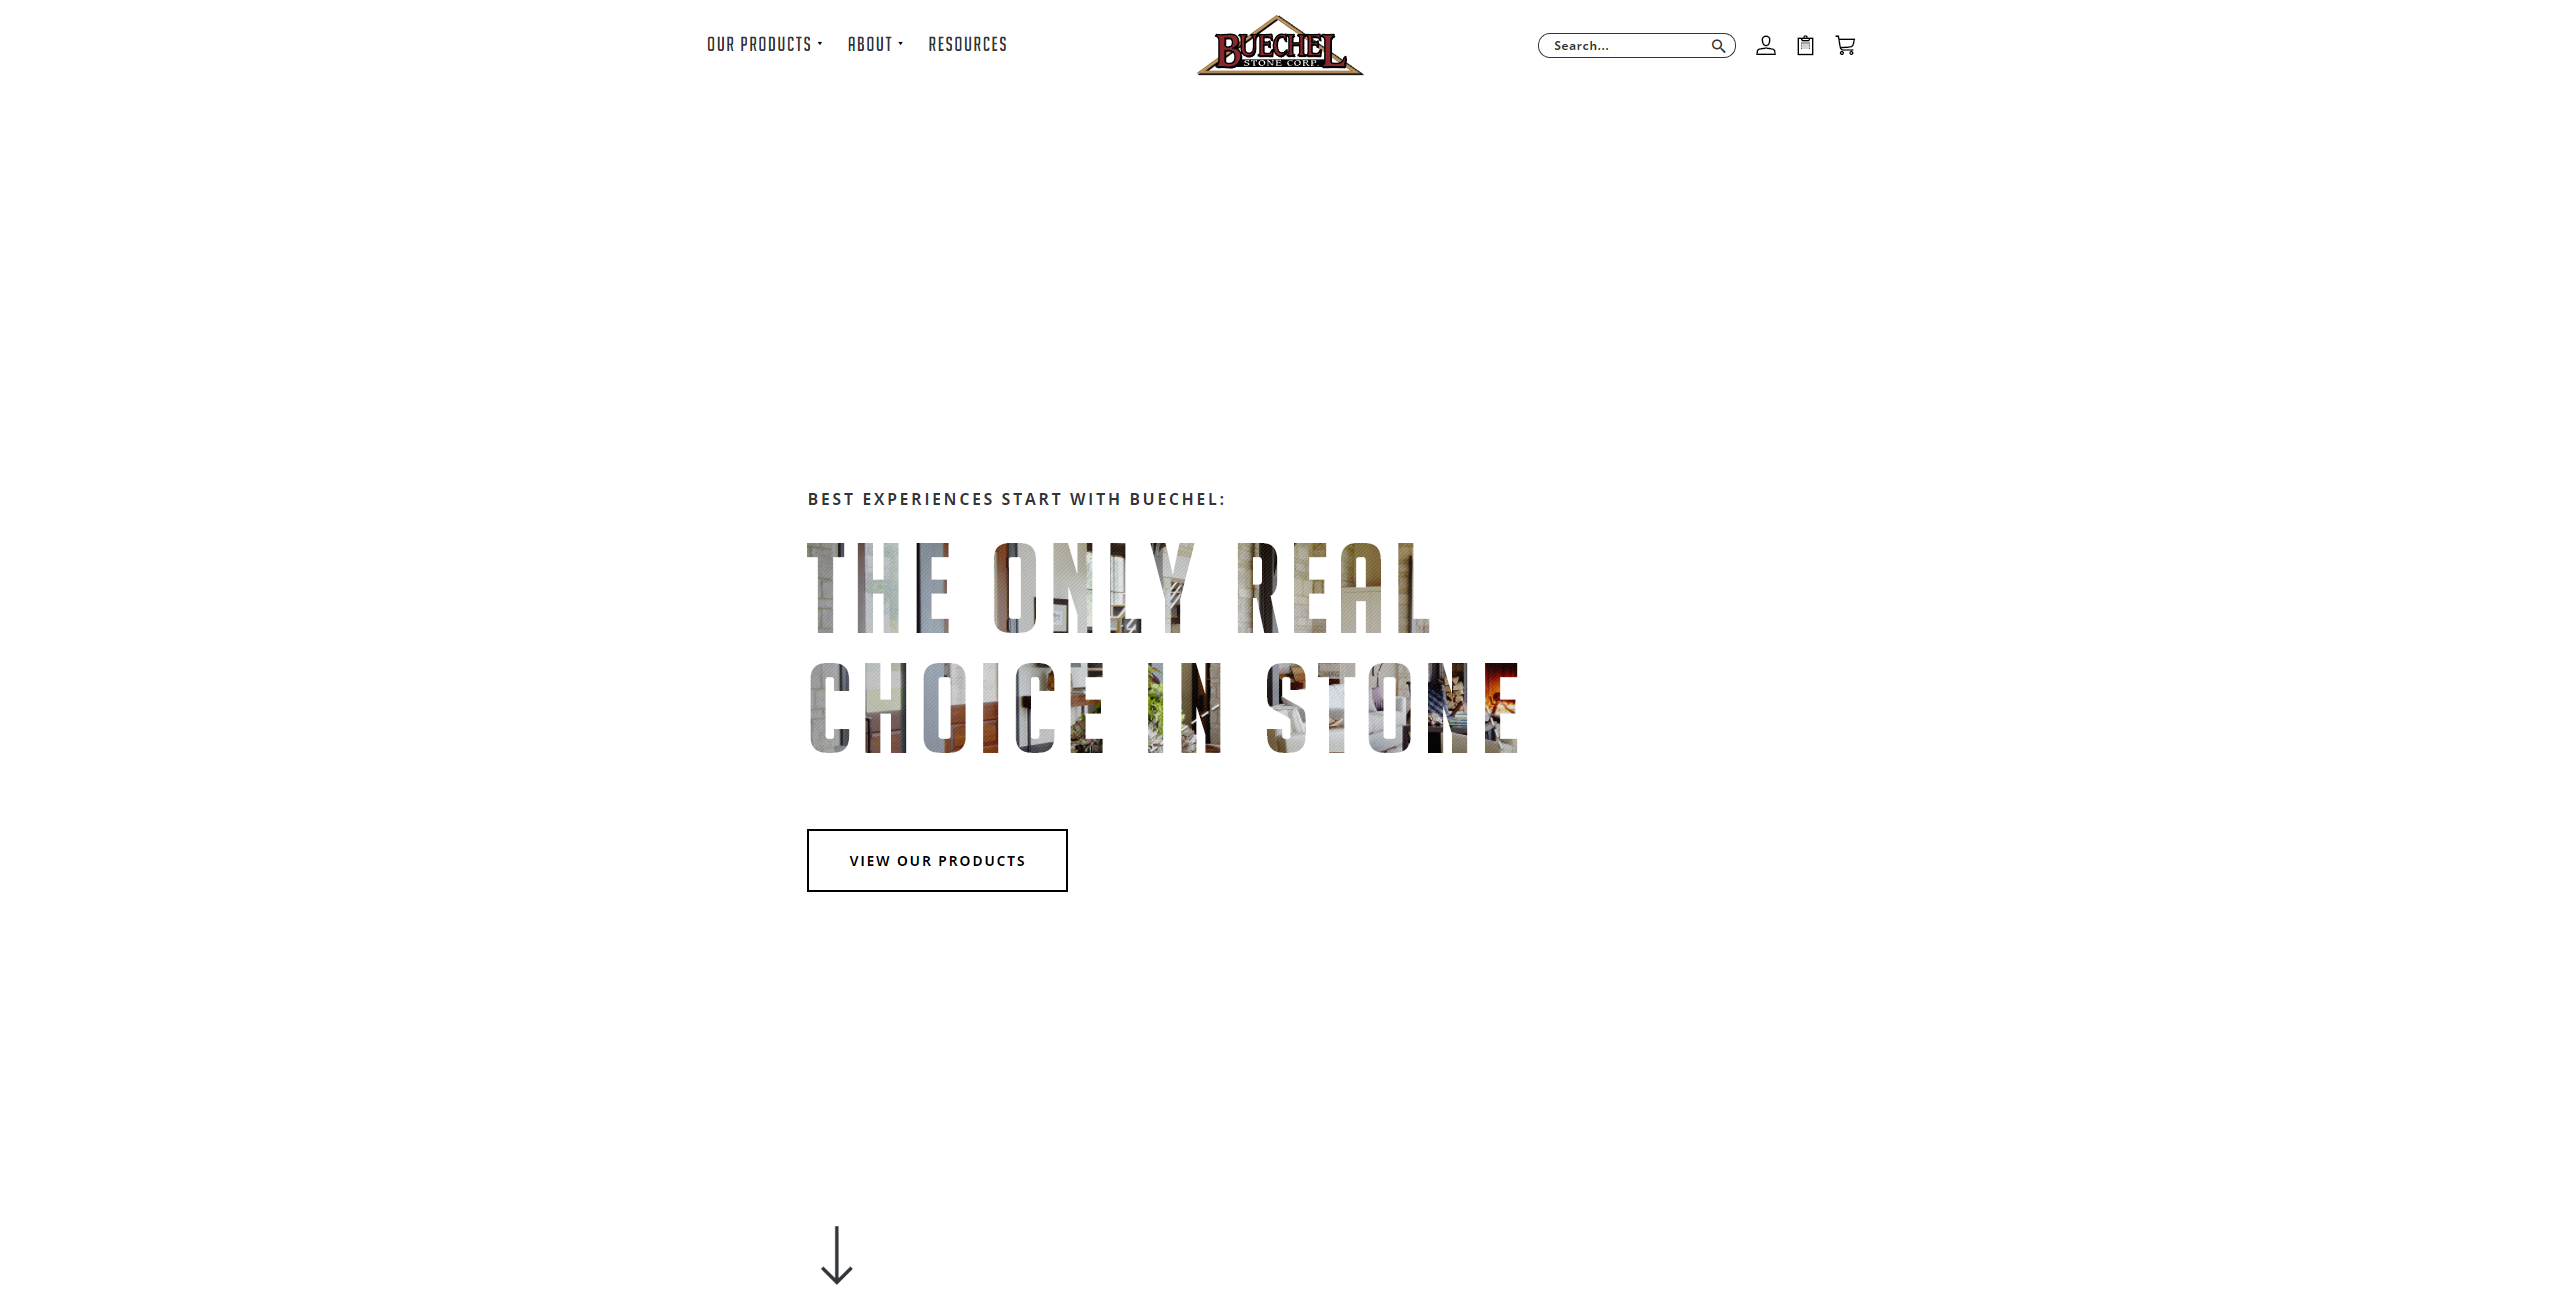 OUR PRODUCTS
ABOUT
RESOURCES
BUECHEL
STONE CORP.
Search...
BEST EXPERIENCES START WITH BUECHEL:
THE ONLY REAL
CHOICE IN STONE
VIEW OUR PRODUCTS